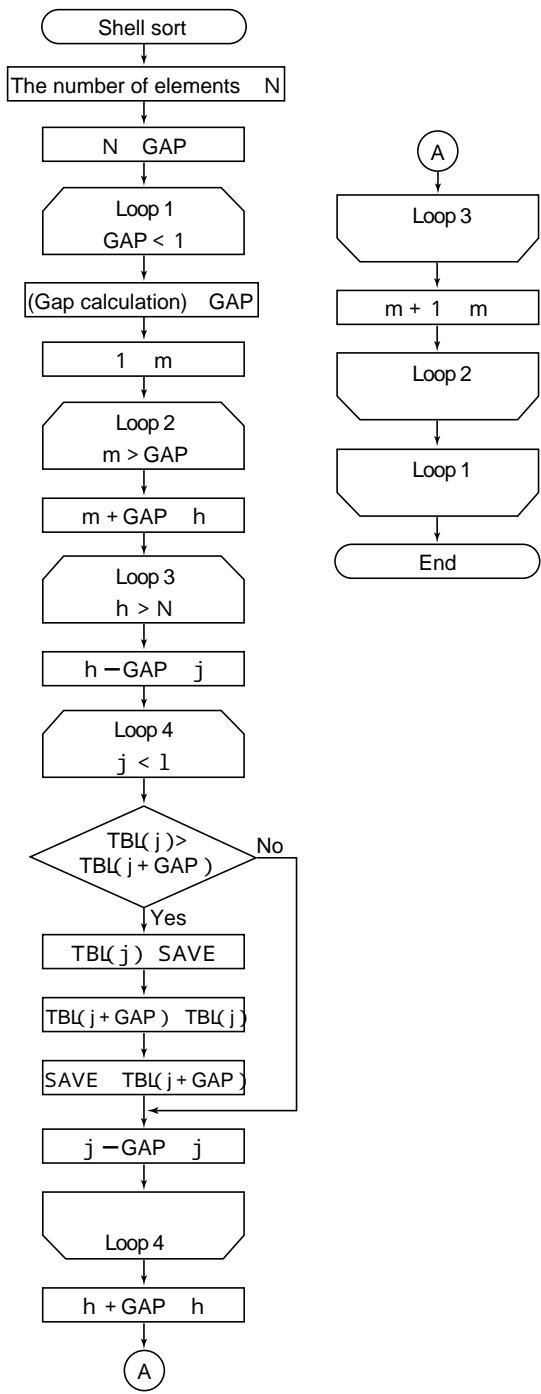 Shell sort
The number of elements N
N GAP
Loop 1
GAP < 1
(Gap calculation) GAP
1 m
Loop 2
m > GAP
m + GAP h
Loop 3
h > N
h − GAP j
Loop 4
j < 1
TBL(j)>
TBL(j + GAP)
No
Yes
TBL(j) SAVE
TBL(j + GAP) TBL(j)
SAVE TBL(j + GAP)
j − GAP j
Loop 4
h + GAP h
A
A
Loop 3
m + 1 m
Loop 2
Loop 1
End